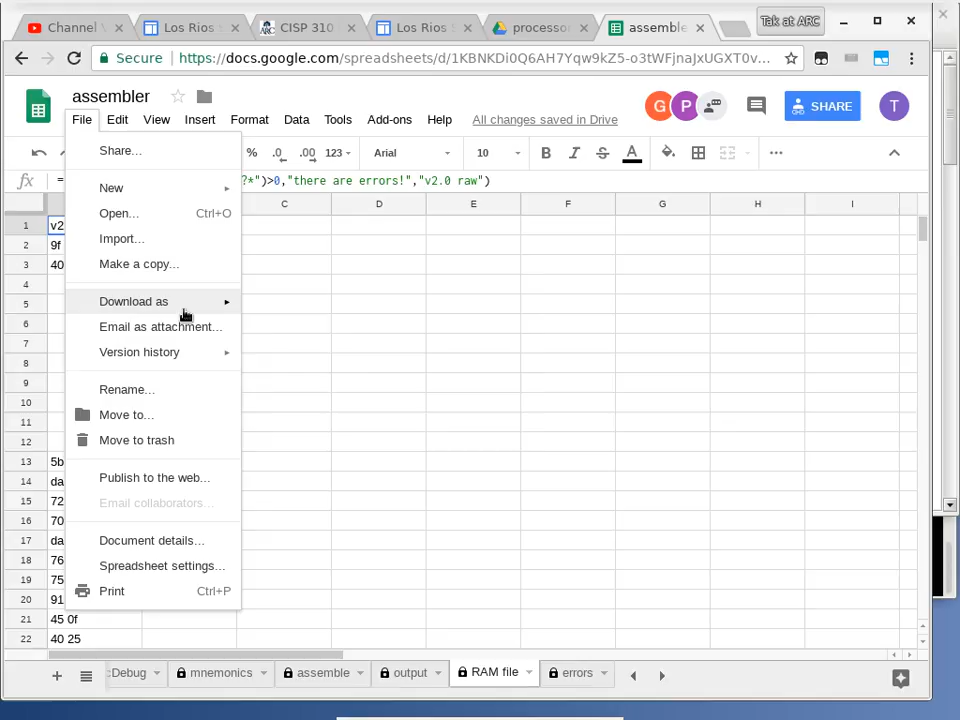 Channel V
Los Rios S
CISP 310
Los Rios E
processor
assemble
Tak at ARC
Secure
https://docs.google.com/spreadsheets/d/1KBNKDi0Q6AH7Yqw9kZ5-o3tWFjnaJxUGXT0v...
assembler
SHARE
G
P
T
File Edit View Insert Format Data Tools Add-ons Help All changes saved in Drive
% .0 .00 123 Arial 10 B I S A
fx = ?*")>0,"there are errors!","v2.0 raw")
C D E F G H I
1 v2
2 9f
3 40
4
5
6
7
8
9
10
11
12
13 5b
14 da
15 72
16 70
17 da
18 76
19 75
20 91
21 45 0f
22 40 25
Share...
New
Open... Ctrl+O
Import...
Make a copy...
Download as
Email as attachment...
Version history
Rename...
Move to...
Move to trash
Publish to the web...
Email collaborators...
Document details...
Spreadsheet settings...
Print Ctrl+P
:Debug mnemonics assemble output RAM file errors